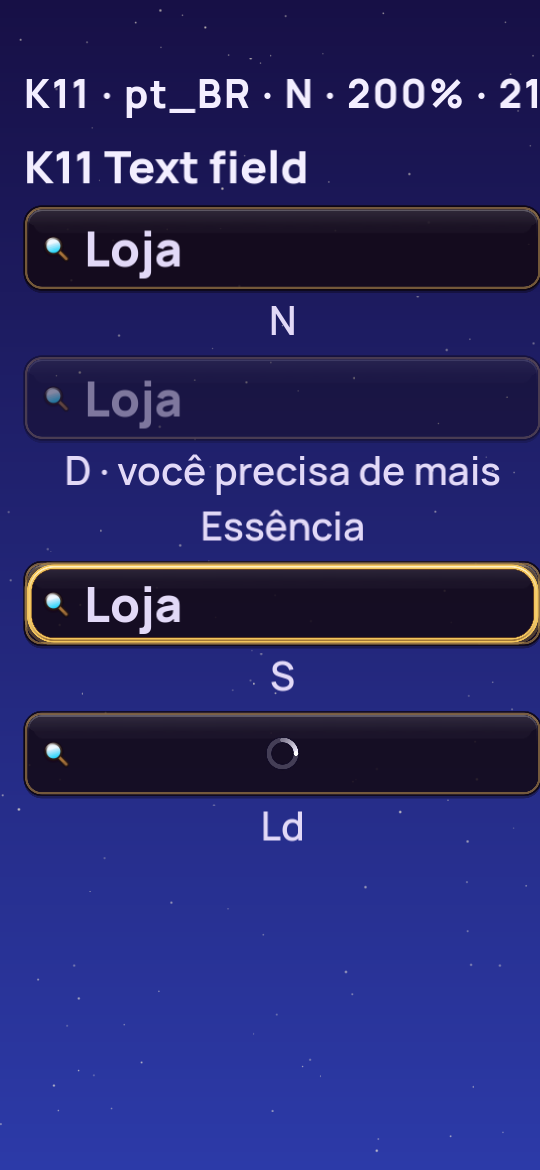 K11 · pt_BR · N · 200% · 21
K11 Text field
Loja
N
Loja
D · você precisa de mais
Essência
Loja
S
Ld